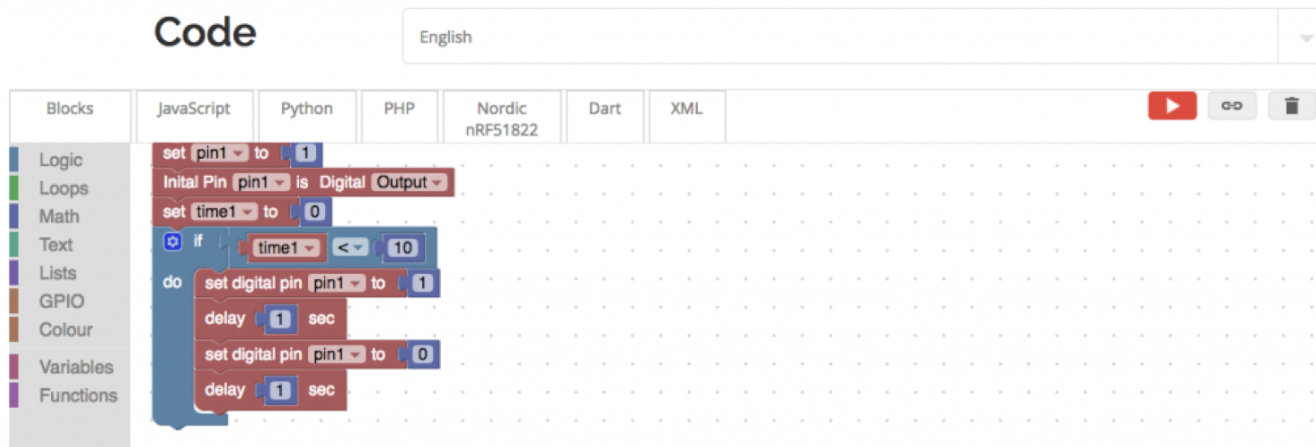 Code
English
Blocks
JavaScript
Python
PHP
Nordic
nRF51822
Dart
XML
Logic
Loops
Math
Text
Lists
GPIO
Colour
Variables
Functions
set pin1 to 1
Inital Pin pin1 is Digital Output
set time1 to 0
if time1 < 10
do set digital pin pin1 to 1
delay 1 sec
set digital pin pin1 to 0
delay 1 sec